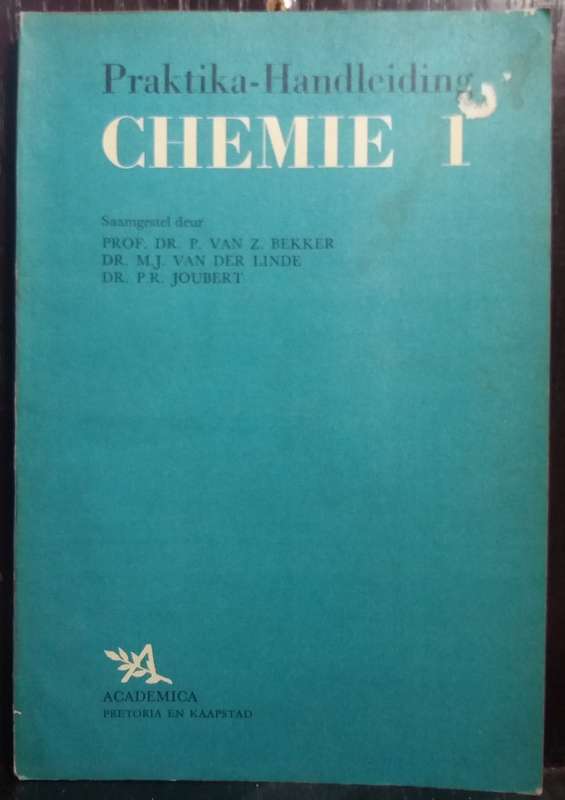 Praktika-Handleiding
CHEMIE 1
Saamgestel deur
PROF. DR. P. VAN Z. BEKKER
DR. M.J. VAN DER LINDE
DR. P.R. JOUBERT
ACADEMICA
PRETORIA EN KAAPSTAD